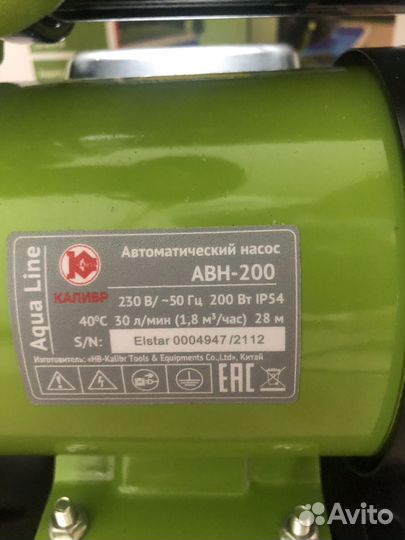 Aqua Line
КАЛИБР
Автоматический насос
АВН-200
230 В/ ~50 Гц 200 Вт IP54
40⁰С 30 л/мин (1,8 м³/час) 28 м
S/N: Elstar 0004947/2112
Изготовитель: «HB-Kalibr Tools & Equipments Co.,Ltd», Китай
EAC
Avito